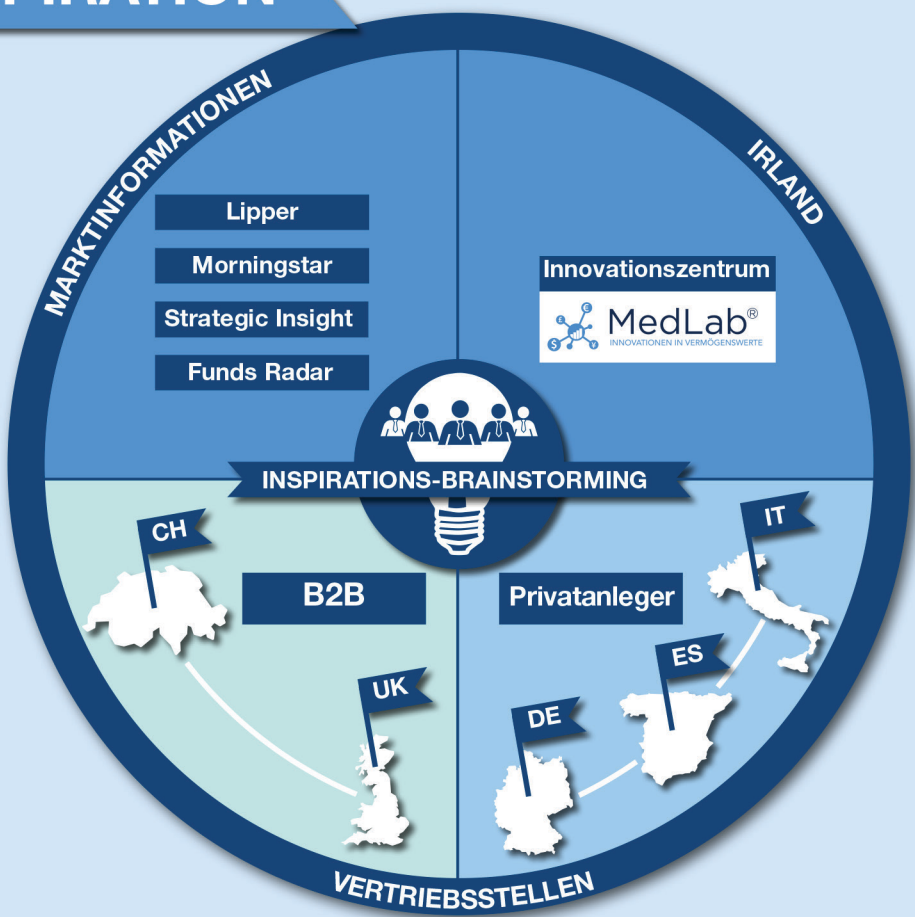 MARKTINFORMATIONEN
IRLAND
Lipper
Morningstar
Strategic Insight
Funds Radar
Innovationszentrum
MedLab®
INNOVATIONEN IN VERMÖGENSWERTE
€
£
$
¥
INSPIRATIONS-BRAINSTORMING
CH
B2B
UK
Privatanleger
IT
ES
DE
VERTRIEBSSTELLEN